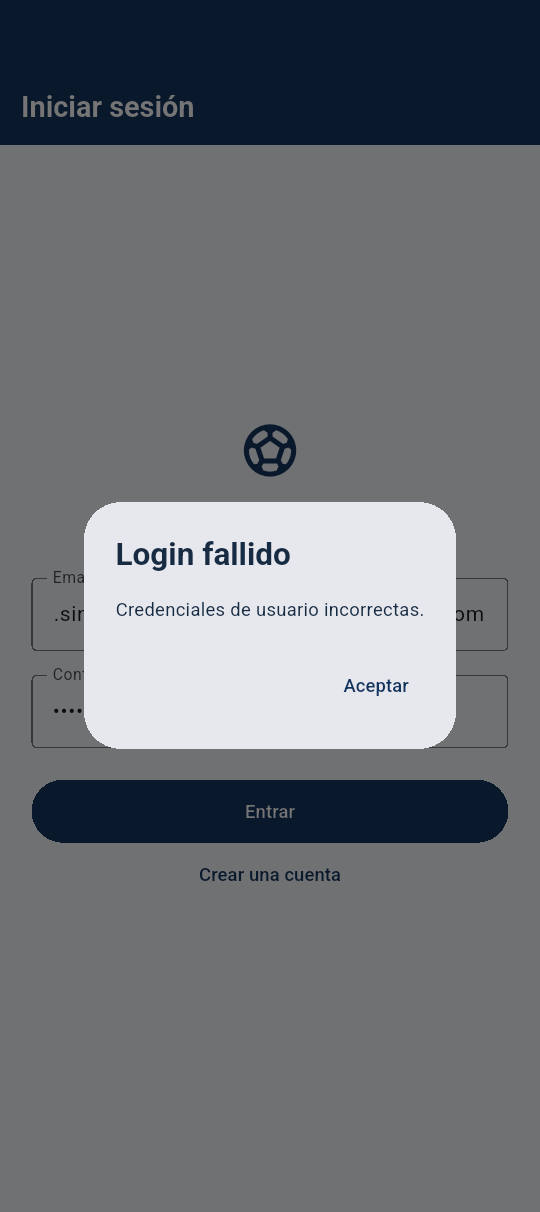 Iniciar sesión
Login fallido
Credenciales de usuario incorrectas.
Aceptar
Entrar
Crear una cuenta